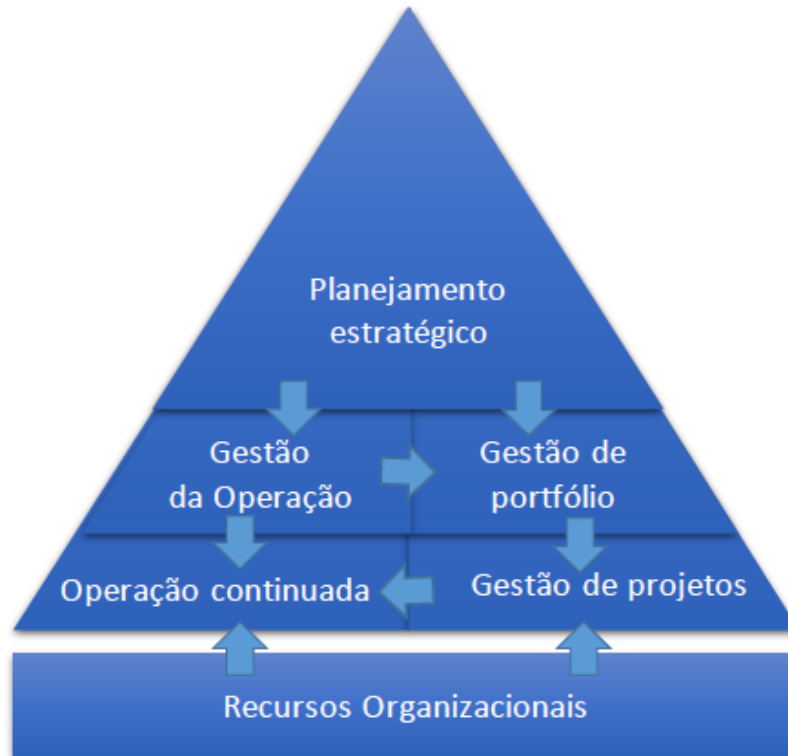 Planejamento
estratégico
Gestão
da Operação
Gestão de
portfólio
Operação continuada
Gestão de projetos
Recursos Organizacionais